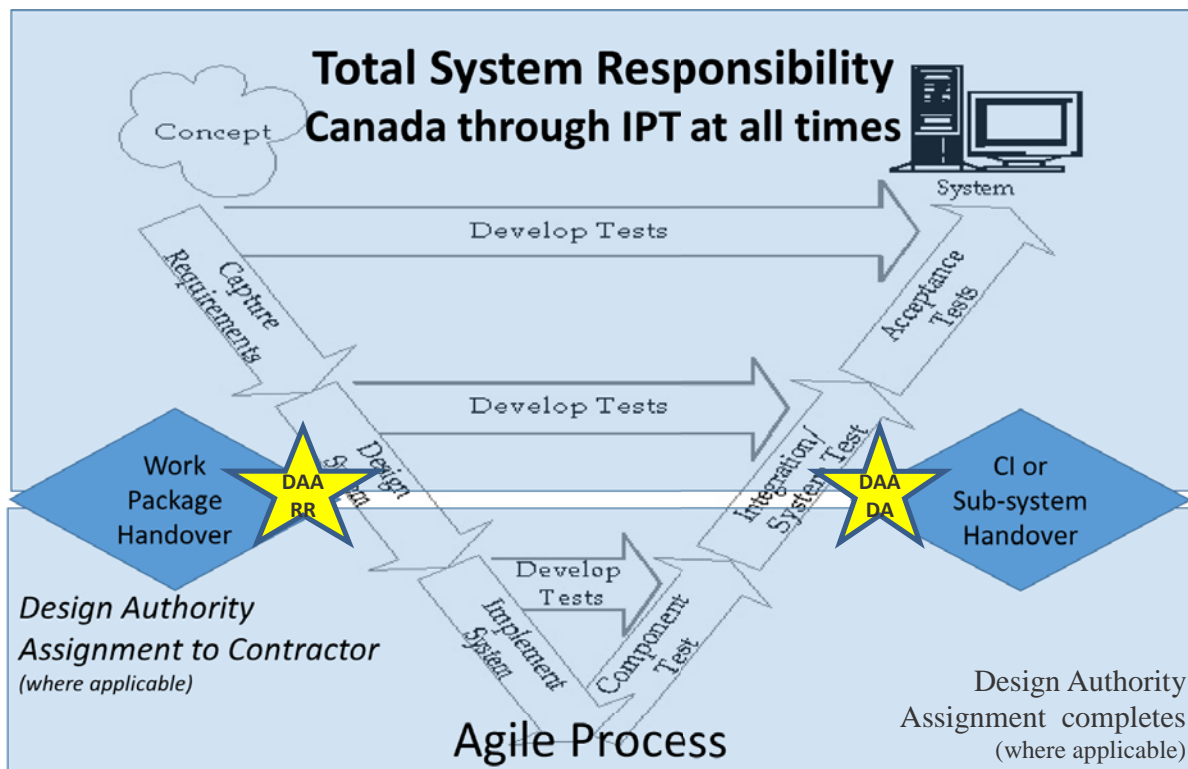 Total System Responsibility
Canada through IPT at all times
Concept
System
Develop Tests
Capture
Requirements
Acceptance
Tests
Develop Tests
Design
Integration/
System Test
Work
Package
Handover
DAA
RR
DAA
DA
CI or
Sub-system
Handover
Develop
Tests
Implement
System
Component
Test
Design Authority
Assignment to Contractor
(where applicable)
Design Authority
Assignment completes
(where applicable)
Agile Process